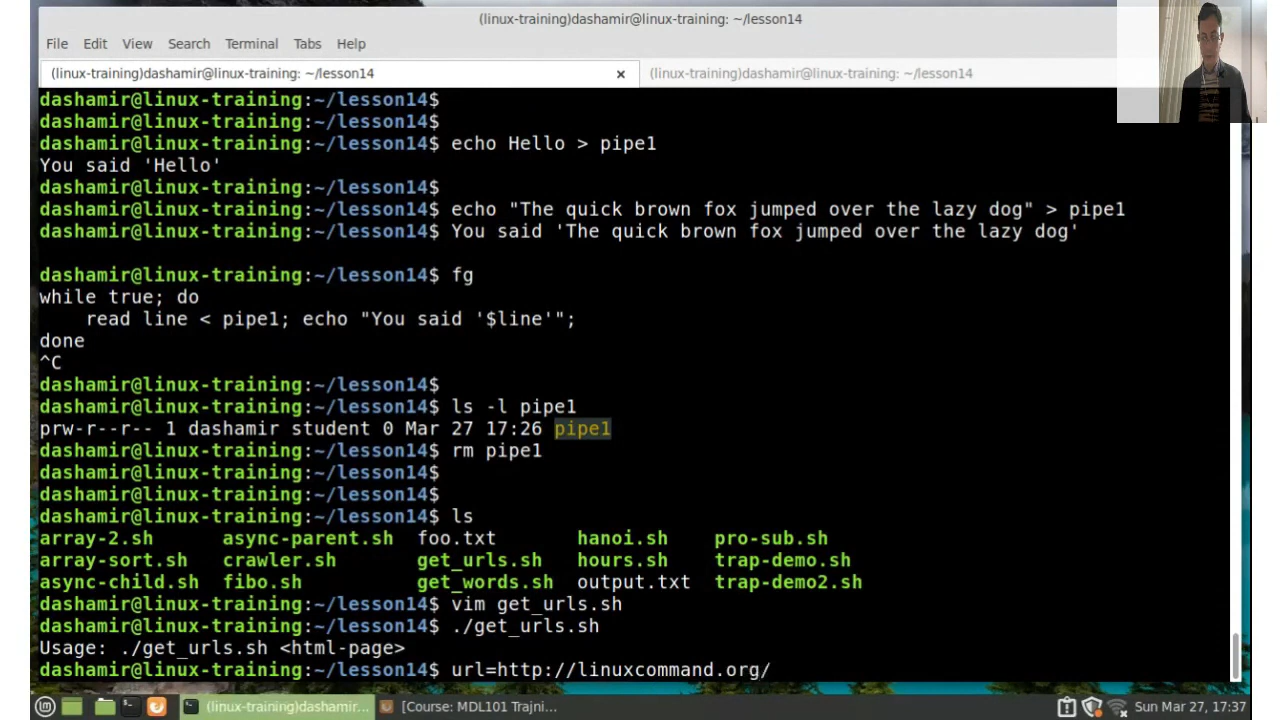 (linux-training)dashamir@linux-training: ~/lesson14
File Edit View Search Terminal Tabs Help
(linux-training)dashamir@linux-training: ~/lesson14 × (linux-training)dashamir@linux-training: ~/lesson14
dashamir@linux-training:~/lesson14$
dashamir@linux-training:~/lesson14$
dashamir@linux-training:~/lesson14$ echo Hello > pipe1
You said 'Hello'
dashamir@linux-training:~/lesson14$
dashamir@linux-training:~/lesson14$ echo "The quick brown fox jumped over the lazy dog" > pipe1
dashamir@linux-training:~/lesson14$ You said 'The quick brown fox jumped over the lazy dog'
dashamir@linux-training:~/lesson14$ fg
while true; do
    read line < pipe1; echo "You said '$line'";
done
^C
dashamir@linux-training:~/lesson14$
dashamir@linux-training:~/lesson14$ ls -l pipe1
prw-r--r-- 1 dashamir student 0 Mar 27 17:26 pipe1
dashamir@linux-training:~/lesson14$ rm pipe1
dashamir@linux-training:~/lesson14$
dashamir@linux-training:~/lesson14$
dashamir@linux-training:~/lesson14$ ls
array-2.sh async-parent.sh foo.txt hanoi.sh pro-sub.sh
array-sort.sh crawler.sh get_urls.sh hours.sh trap-demo.sh
async-child.sh fibo.sh get_words.sh output.txt trap-demo2.sh
dashamir@linux-training:~/lesson14$ vim get_urls.sh
dashamir@linux-training:~/lesson14$ ./get_urls.sh
Usage: ./get_urls.sh <html-page>
dashamir@linux-training:~/lesson14$ url=http://linuxcommand.org/
(linux-training)dashamir... [Course: MDL101 Trajni... Sun Mar 27, 17:37